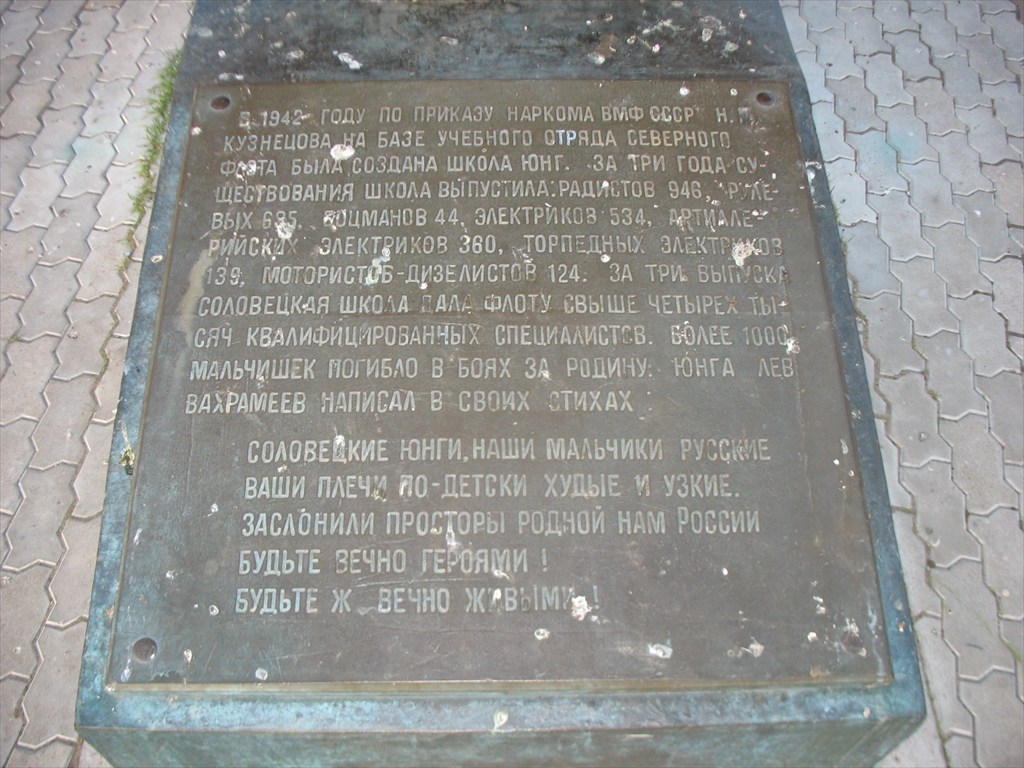 В 1942 ГОДУ ПО ПРИКАЗУ НАРКОМА ВМФ СССР Н.Г.
КУЗНЕЦОВА НА БАЗЕ УЧЕБНОГО ОТРЯДА СЕВЕРНОГО
ФЛОТА БЫЛА СОЗДАНА ШКОЛА ЮНГ. ЗА ТРИ ГОДА СУ-
ЩЕСТВОВАНИЯ ШКОЛА ВЫПУСТИЛА: РАДИСТОВ 946, РУЛЕ-
ВЫХ 635, БОЦМАНОВ 44, ЭЛЕКТРИКОВ 534, АРТИЛЛЕ-
РИЙСКИХ ЭЛЕКТРИКОВ 360, ТОРПЕДНЫХ ЭЛЕКТРИКОВ
139, МОТОРИСТОВ-ДИЗЕЛИСТОВ 124. ЗА ТРИ ВЫПУСКА
СОЛОВЕЦКАЯ ШКОЛА ДАЛА ФЛОТУ СВЫШЕ ЧЕТЫРЕХ ТЫ-
СЯЧ КВАЛИФИЦИРОВАННЫХ СПЕЦИАЛИСТОВ. БОЛЕЕ 1000
МАЛЬЧИШЕК ПОГИБЛО В БОЯХ ЗА РОДИНУ. ЮНГА ЛЕВ
ВАХРАМЕЕВ НАПИСАЛ В СВОИХ СТИХАХ:
СОЛОВЕЦКИЕ ЮНГИ, НАШИ МАЛЬЧИКИ РУССКИЕ
ВАШИ ПЛЕЧИ ПО-ДЕТСКИ ХУДЫЕ И УЗКИЕ.
ЗАСЛОНИЛИ ПРОСТОРЫ РОДНОЙ НАМ РОССИИ
БУДЬТЕ ВЕЧНО ГЕРОЯМИ!
БУДЬТЕ Ж ВЕЧНО ЖИВЫМИ!